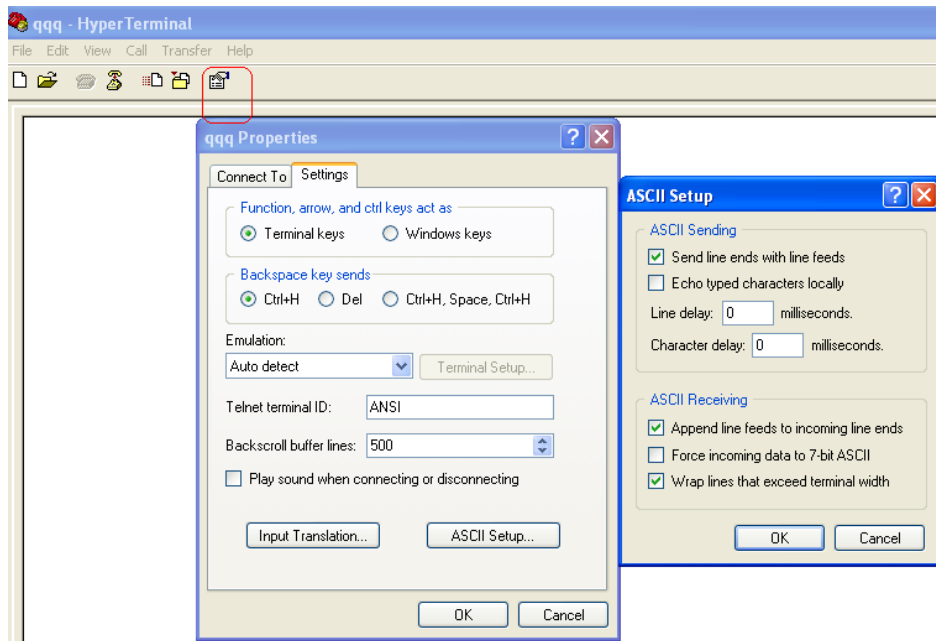 qqq - HyperTerminal
File Edit View Call Transfer Help
qqq Properties
Connect To Settings
Function, arrow, and ctrl keys act as
Terminal keys Windows keys
Backspace key sends
Ctrl+H Del Ctrl+H, Space, Ctrl+H
Emulation:
Auto detect Terminal Setup...
Telnet terminal ID: ANSI
Backscroll buffer lines: 500
Play sound when connecting or disconnecting
Input Translation... ASCII Setup...
OK Cancel
ASCII Setup
ASCII Sending
Send line ends with line feeds
Echo typed characters locally
Line delay: 0 milliseconds.
Character delay: 0 milliseconds.
ASCII Receiving
Append line feeds to incoming line ends
Force incoming data to 7-bit ASCII
Wrap lines that exceed terminal width
OK Cancel